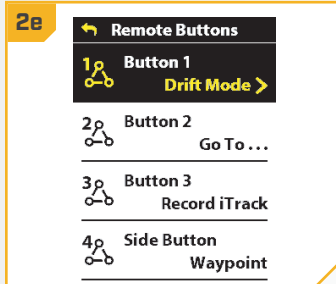 2e
Remote Buttons
1 Button 1
Drift Mode >
2 Button 2
Go To ...
3 Button 3
Record iTrack
4 Side Button
Waypoint